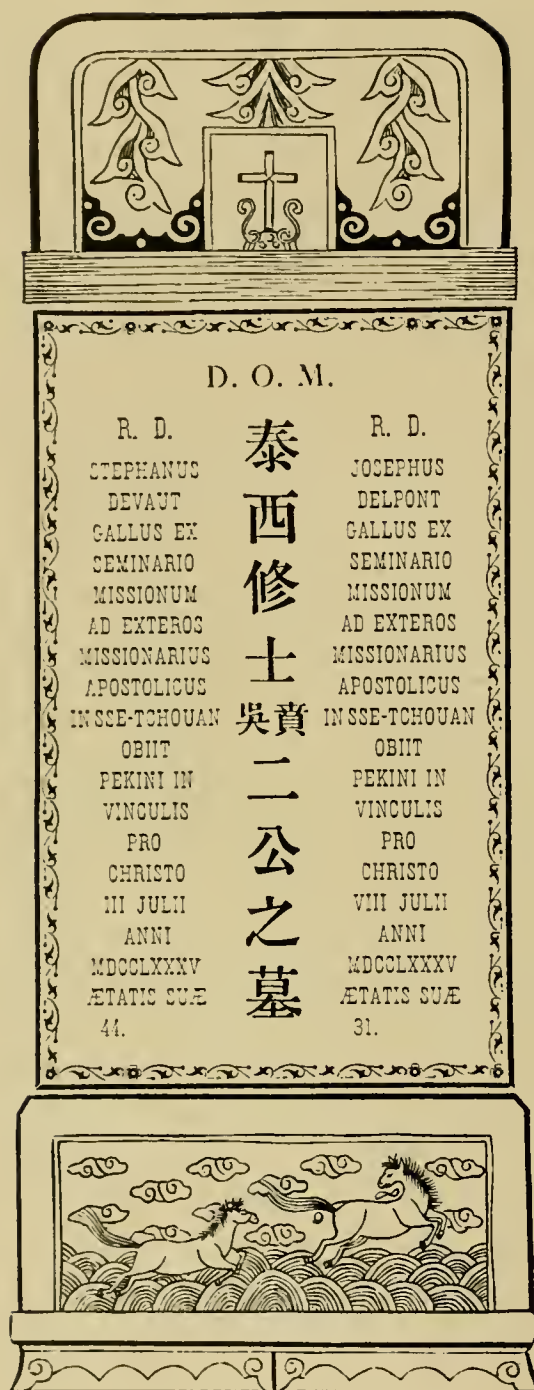 D. O. M.
R. D.
STEPHANUS
DEVAUT
GALLUS EX
SEMINARIO
MISSIONUM
AD EXTEROS
MISSIONARIUS
APOSTOLICUS
IN SSE-TCHOUAN
OBIIT
PEKINI IN
VINCULIS
PRO
CHRISTO
III JULII
ANNI
MDCCLXXXV
ÆTATIS SUÆ
44.
泰西修士吳賁二公之墓
R. D.
JOSEPHUS
DELPONT
GALLUS EX
SEMINARIO
MISSIONUM
AD EXTEROS
MISSIONARIUS
APOSTOLICUS
IN SSE-TCHOUAN
OBIIT
PEKINI IN
VINCULIS
PRO
CHRISTO
VIII JULII
ANNI
MDCCLXXXV
ÆTATIS SUÆ
31.